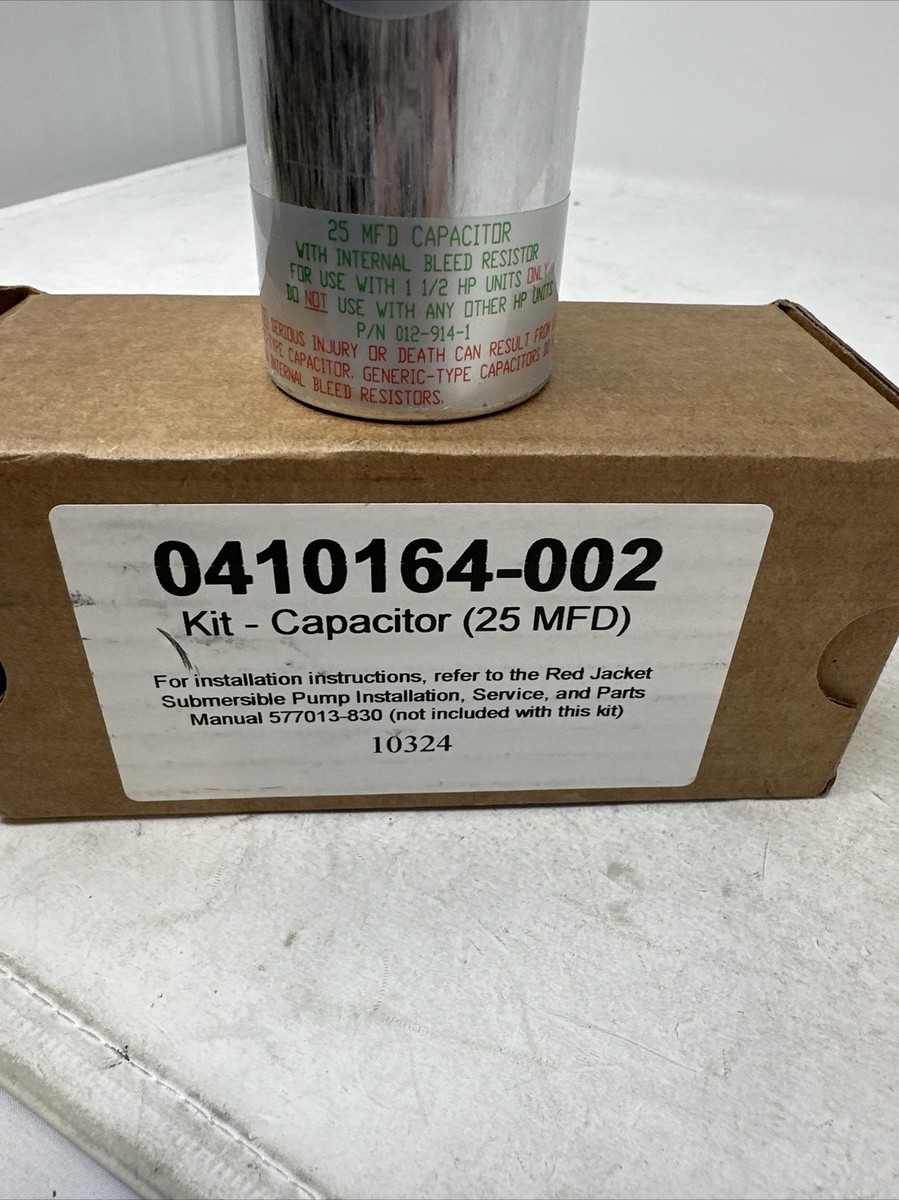 25 MFD CAPACITOR
WITH INTERNAL BLEED RESISTOR
FOR USE WITH 1 1/2 HP UNITS ONLY
DO NOT USE WITH ANY OTHER HP UNITS
P/N 012-914-1
SERIOUS INJURY OR DEATH CAN RESULT FROM
TYPE CAPACITOR. GENERIC-TYPE CAPACITORS DO
INTERNAL BLEED RESISTORS.
0410164-002
Kit - Capacitor (25 MFD)
For installation instructions, refer to the Red Jacket
Submersible Pump Installation, Service, and Parts
Manual 577013-830 (not included with this kit)
10324